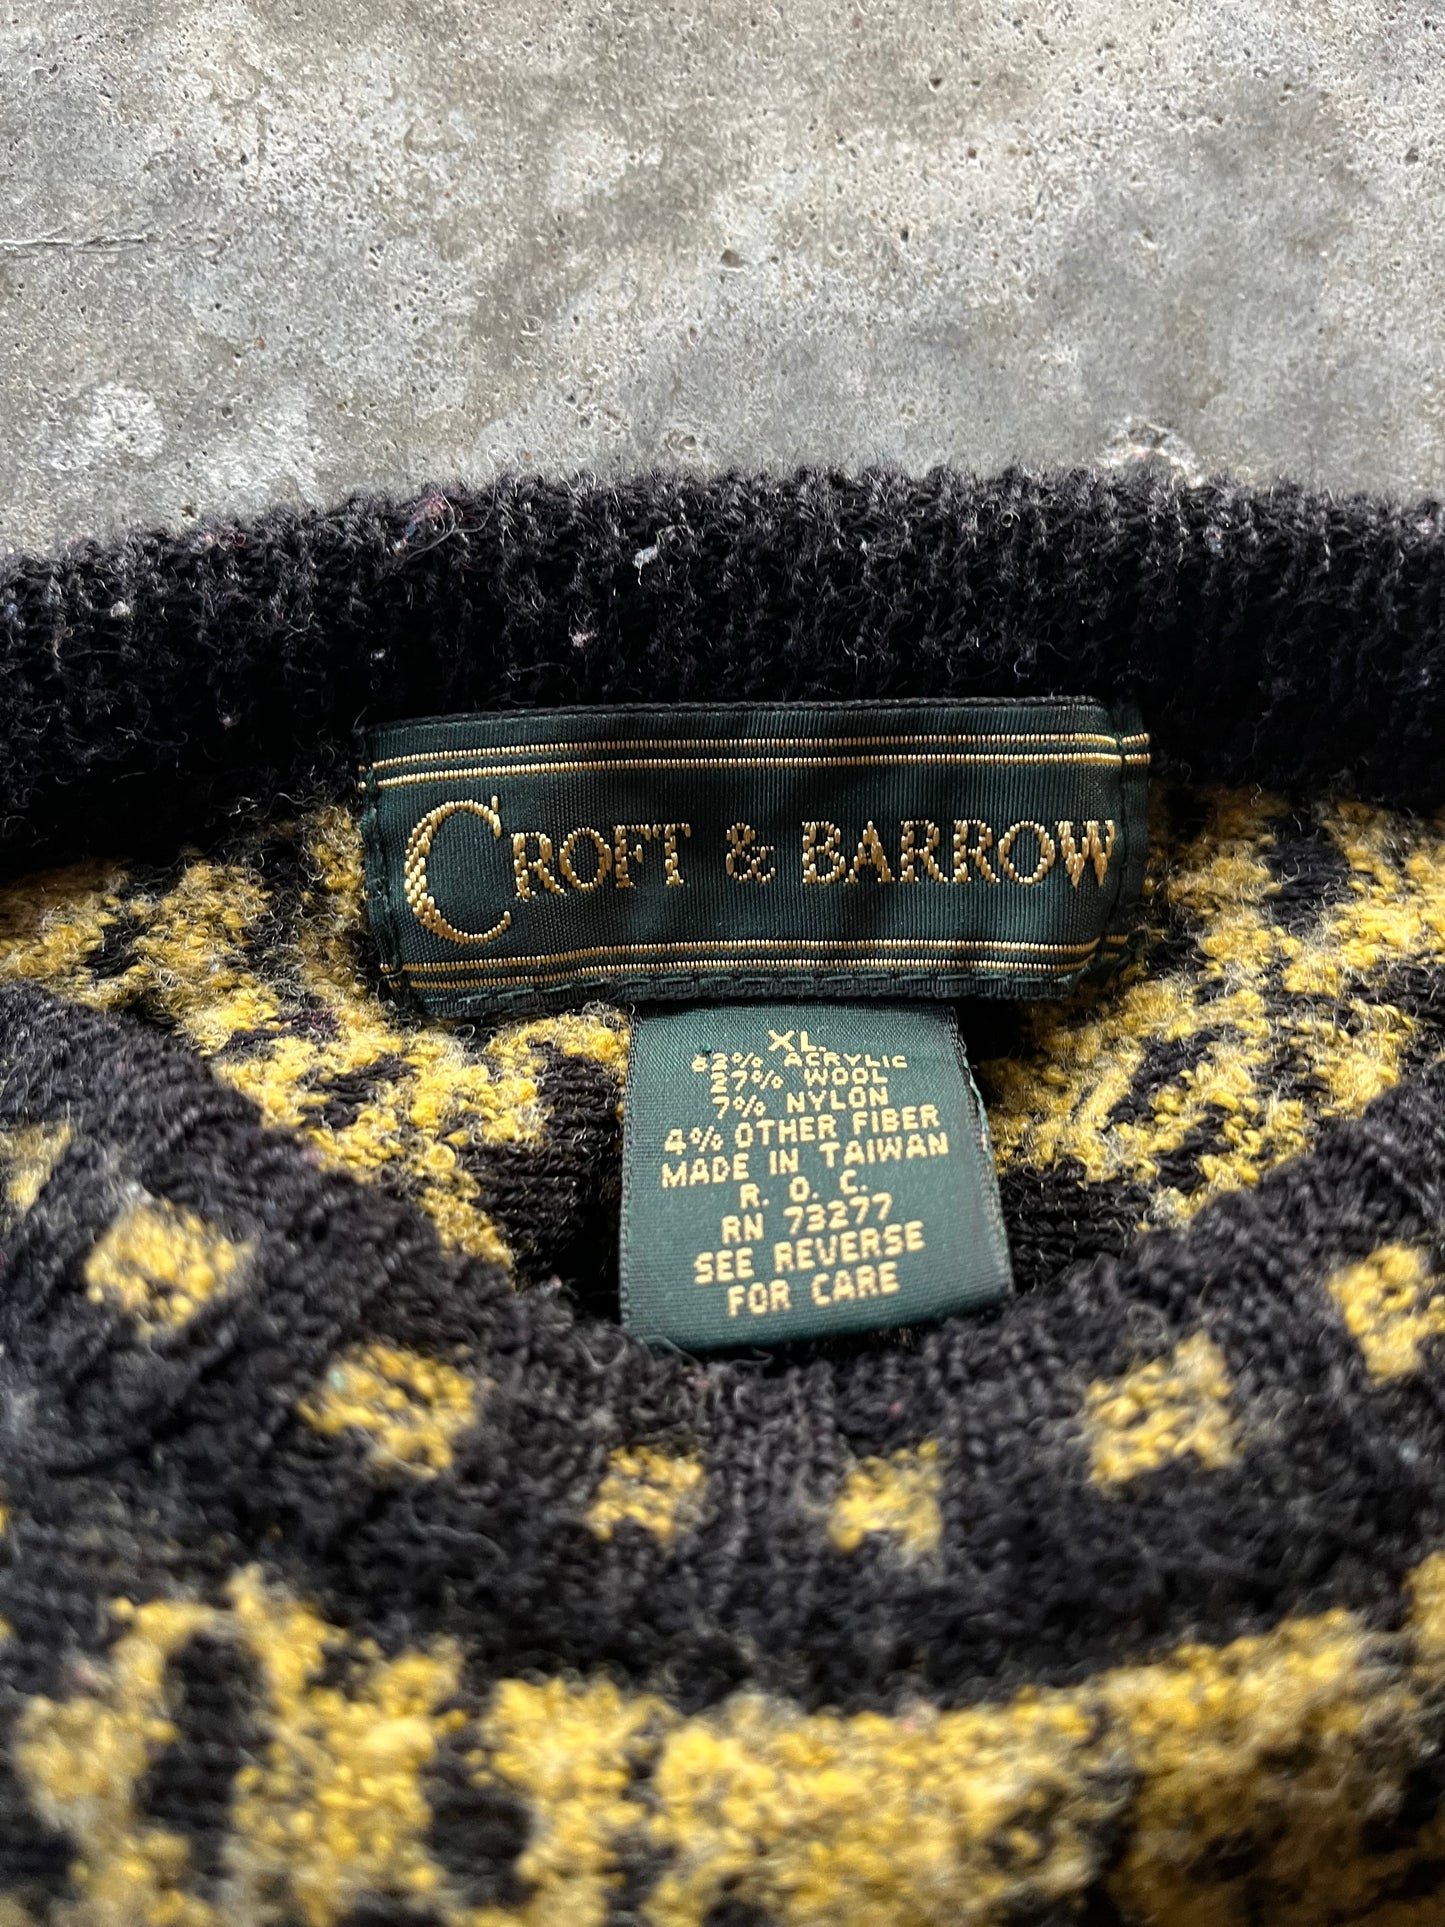 CROFT & BARROW
XL
62% ACRYLIC
27% WOOL
7% NYLON
4% OTHER FIBER
MADE IN TAIWAN
R. O. C.
RN 73277
SEE REVERSE
FOR CARE